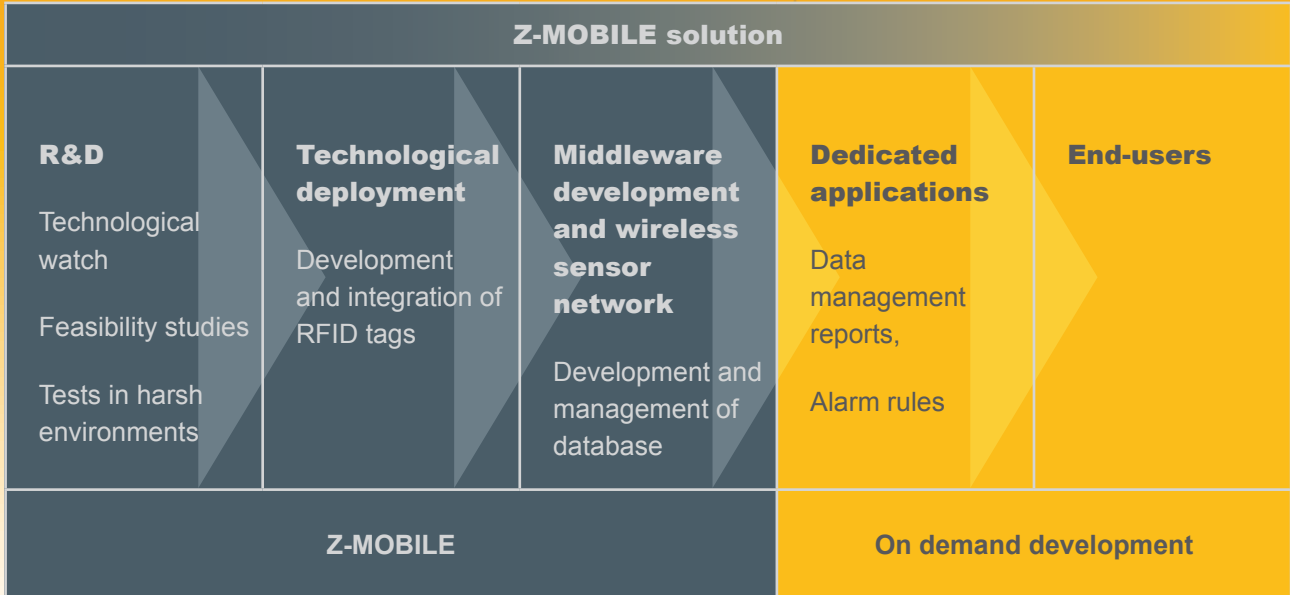 Z-MOBILE solution
R&D
Technological
watch
Feasibility studies
Tests in harsh
environments
Technological
deployment
Development
and integration of
RFID tags
Middleware
development
and wireless
sensor
network
Development and
management of
database
Dedicated
applications
Data
management
reports,
Alarm rules
End-users
Z-MOBILE
On demand development